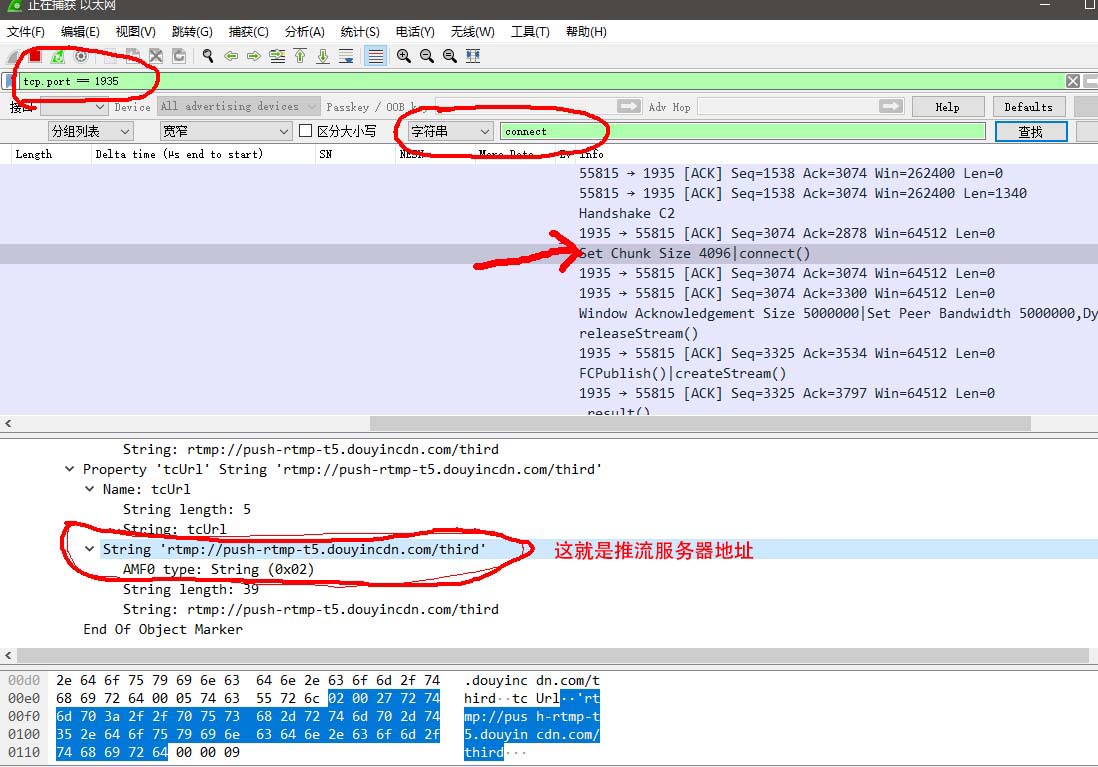 正在捕获 以太网
文件(F) 编辑(E) 视图(V) 跳转(G) 捕获(C) 分析(A) 统计(S) 电话(Y) 无线(W) 工具(T) 帮助(H)
tcp.port == 1935
接口 Device All advertising devices Passkey / OOB key Adv Hop Help Defaults
分组列表 宽窄 区分大小写 字符串 connect 查找
Length Delta time (μs end to start) SN NESN More Data Ev Info
55815 → 1935 [ACK] Seq=1538 Ack=3074 Win=262400 Len=0
55815 → 1935 [ACK] Seq=1538 Ack=3074 Win=262400 Len=1340
Handshake C2
1935 → 55815 [ACK] Seq=3074 Ack=2878 Win=64512 Len=0
Set Chunk Size 4096|connect()
1935 → 55815 [ACK] Seq=3074 Ack=3074 Win=64512 Len=0
1935 → 55815 [ACK] Seq=3074 Ack=3300 Win=64512 Len=0
Window Acknowledgement Size 5000000|Set Peer Bandwidth 5000000,Dy
releaseStream()
1935 → 55815 [ACK] Seq=3325 Ack=3534 Win=64512 Len=0
FCPublish()|createStream()
1935 → 55815 [ACK] Seq=3325 Ack=3797 Win=64512 Len=0
_result()
String: rtmp://push-rtmp-t5.douyincdn.com/third
Property 'tcUrl' String 'rtmp://push-rtmp-t5.douyincdn.com/third'
Name: tcUrl
String length: 5
String: tcUrl
String 'rtmp://push-rtmp-t5.douyincdn.com/third' 这就是推流服务器地址
AMF0 type: String (0x02)
String length: 39
String: rtmp://push-rtmp-t5.douyincdn.com/third
End Of Object Marker
00d0 2e 64 6f 75 79 69 6e 63 64 6e 2e 63 6f 6d 2f 74 .douyinc dn.com/t
00e0 68 69 72 64 00 05 74 63 55 72 6c 02 00 27 72 74 hird··tc Url··'rt
00f0 6d 70 3a 2f 2f 70 75 73 68 2d 72 74 6d 70 2d 74 mp://pus h-rtmp-t
0100 35 2e 64 6f 75 79 69 6e 63 64 6e 2e 63 6f 6d 2f 5.douyin cdn.com/
0110 74 68 69 72 64 00 00 09 third···